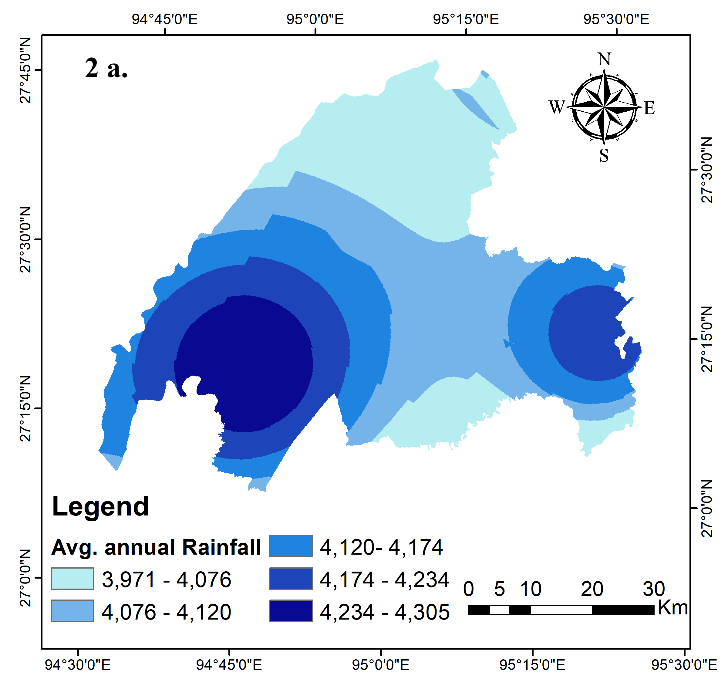 94°45'0"E 95°0'0"E 95°15'0"E 95°30'0"E
27°45'0"N
2 a.
N
W E
S
27°30'0"N
27°30'0"N
27°15'0"N
27°15'0"N
27°0'0"N
27°0'0"N
Legend
Avg. annual Rainfall
3,971 - 4,076
4,076 - 4,120
4,120- 4,174
4,174 - 4,234
4,234 - 4,305
0 5 10 20 30
Km
94°30'0"E 94°45'0"E 95°0'0"E 95°15'0"E 95°30'0"E